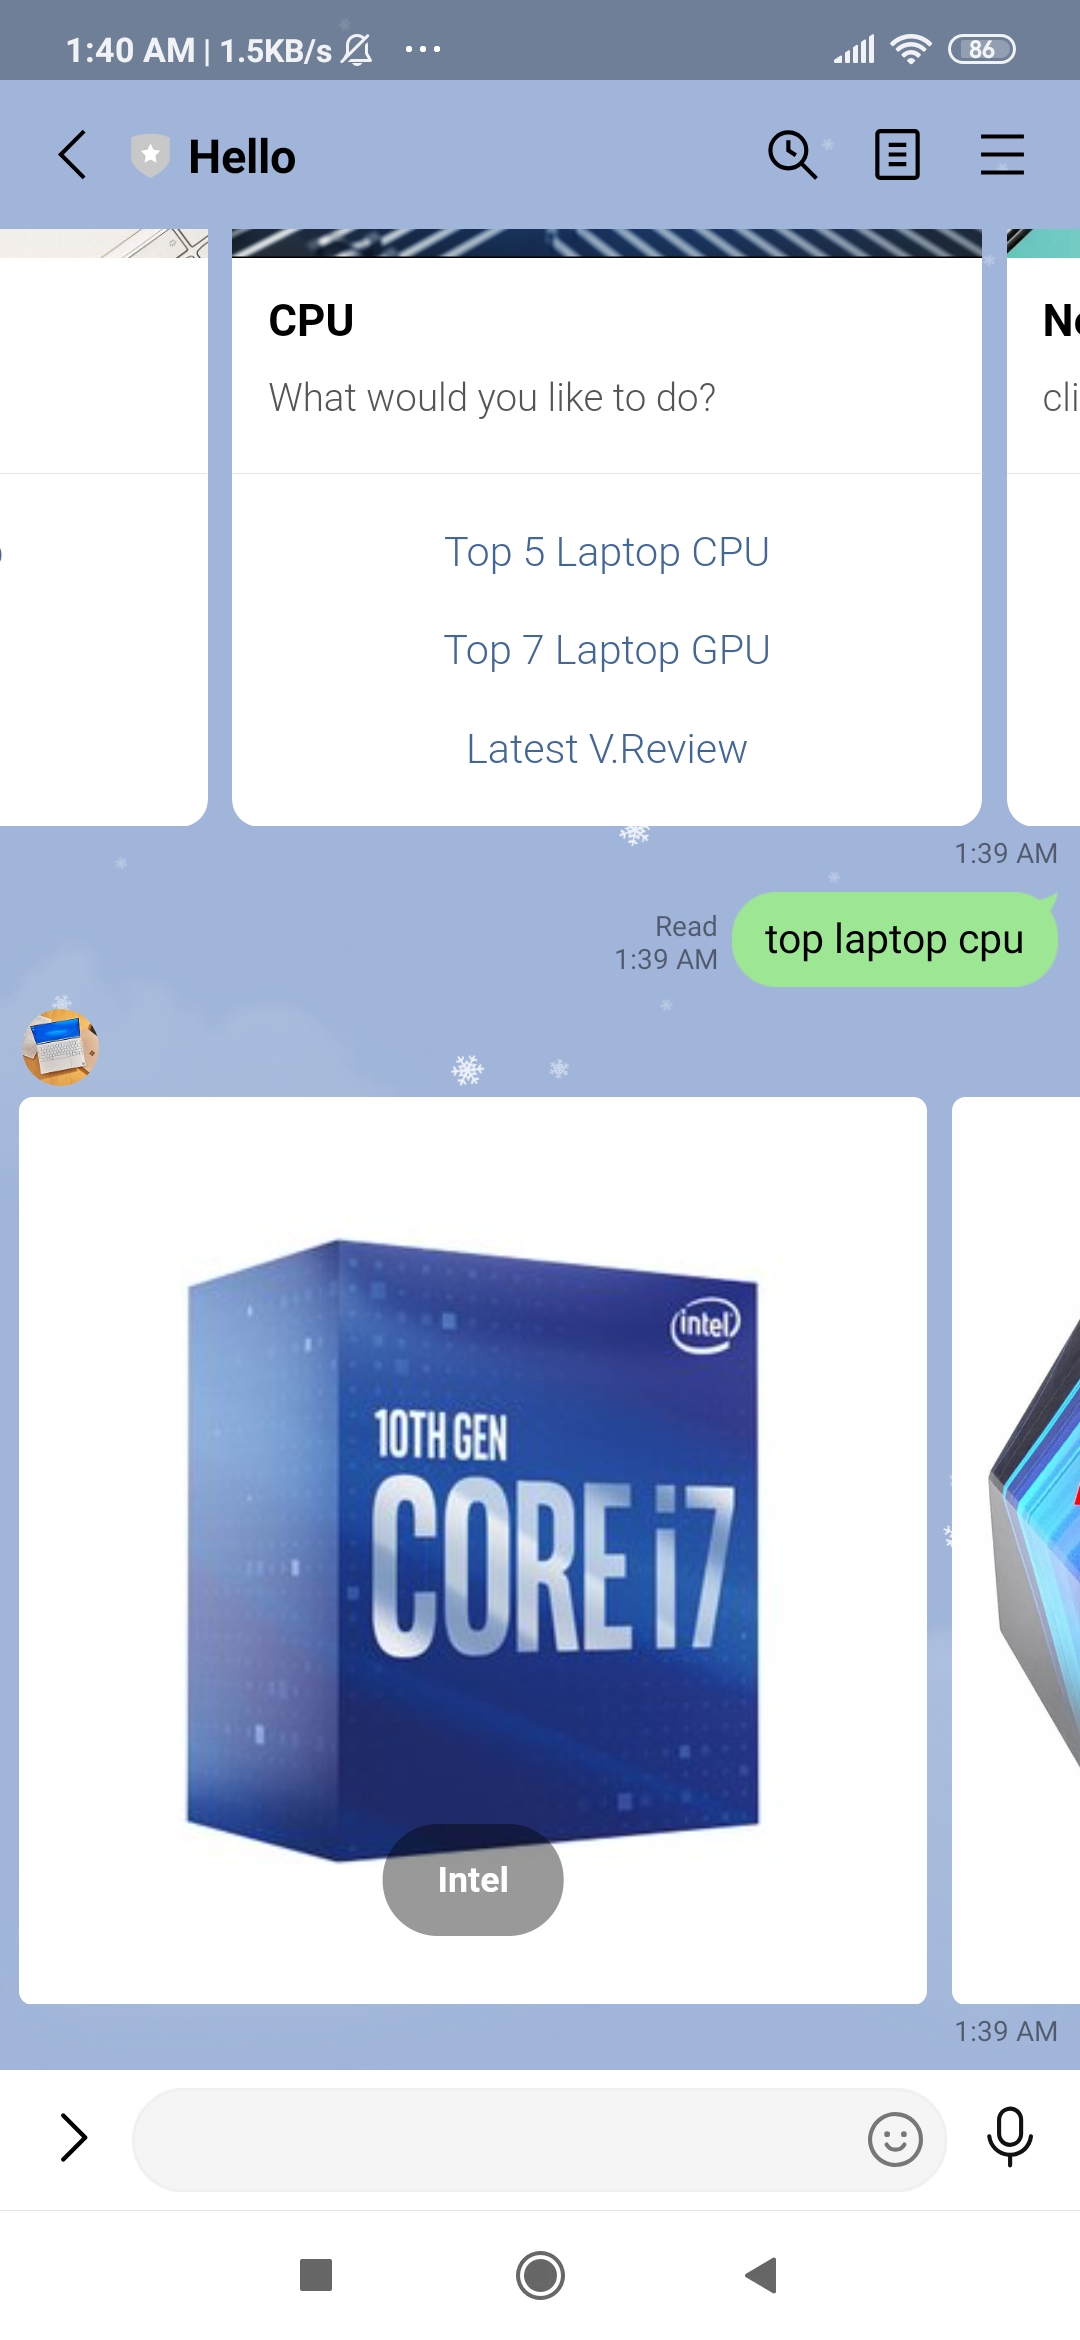 1:40 AM | 1.5KB/s
86
Hello
CPU
What would you like to do?
cli
Top 5 Laptop CPU
Top 7 Laptop GPU
Latest V.Review
1:39 AM
Read
1:39 AM
top laptop cpu
intel
10TH GEN
CORE i7
Intel
1:39 AM